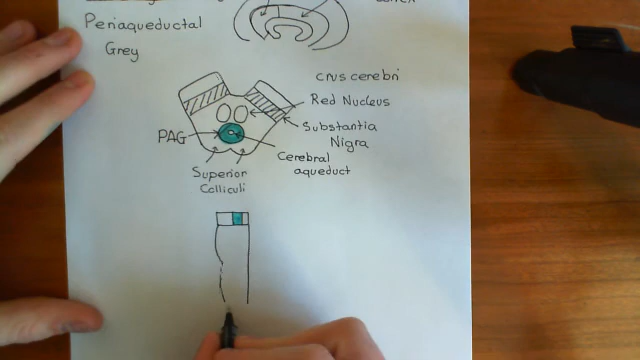 Periaqueductal
Grey
crus cerebri
Red Nucleus
Substantia
Nigra
PAG
Cerebral
aqueduct
Superior
Colliculi